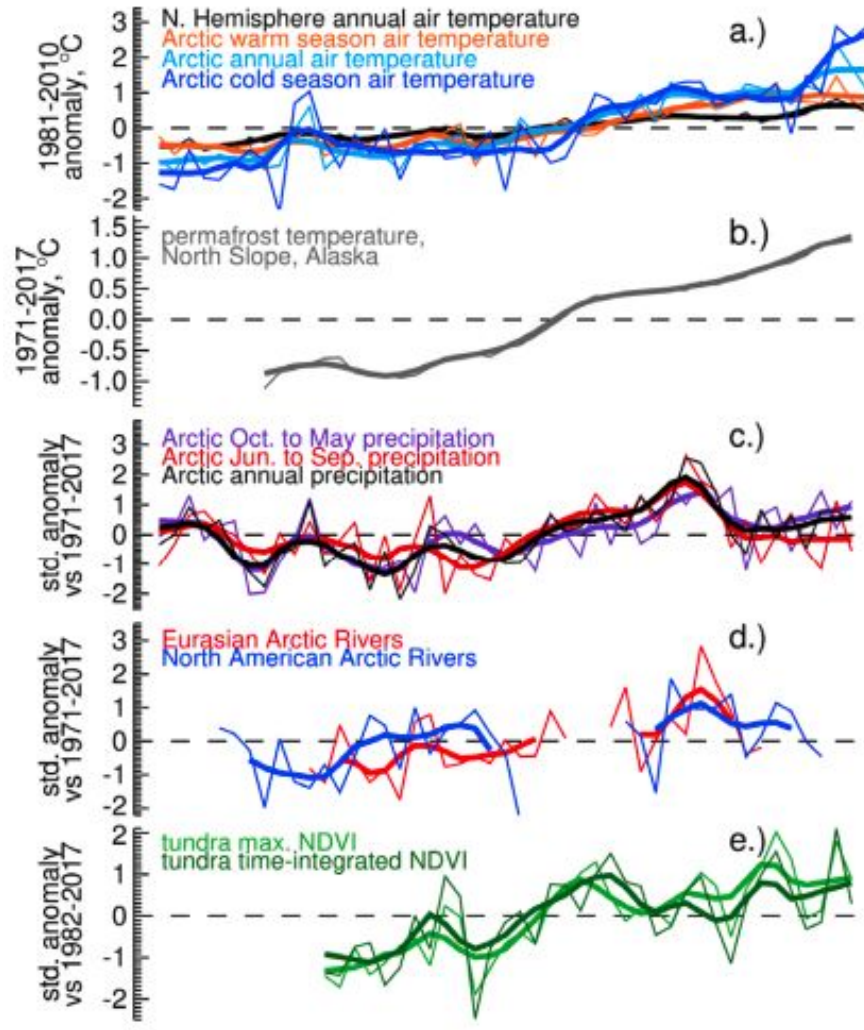 N. Hemisphere annual air temperature
Arctic warm season air temperature
Arctic annual air temperature
Arctic cold season air temperature
a.)
1981-2010
anomaly, °C
3
2
1
0
-1
-2
permafrost temperature,
North Slope, Alaska
b.)
1971-2017
anomaly, °C
1.5
1.0
0.5
0.0
-0.5
-1.0
Arctic Oct. to May precipitation
Arctic Jun. to Sep. precipitation
Arctic annual precipitation
c.)
std. anomaly
vs 1971-2017
3
2
1
0
-1
-2
Eurasian Arctic Rivers
North American Arctic Rivers
d.)
std. anomaly
vs 1971-2017
3
2
1
0
-1
-2
tundra max. NDVI
tundra time-integrated NDVI
e.)
std. anomaly
vs 1982-2017
2
1
0
-1
-2